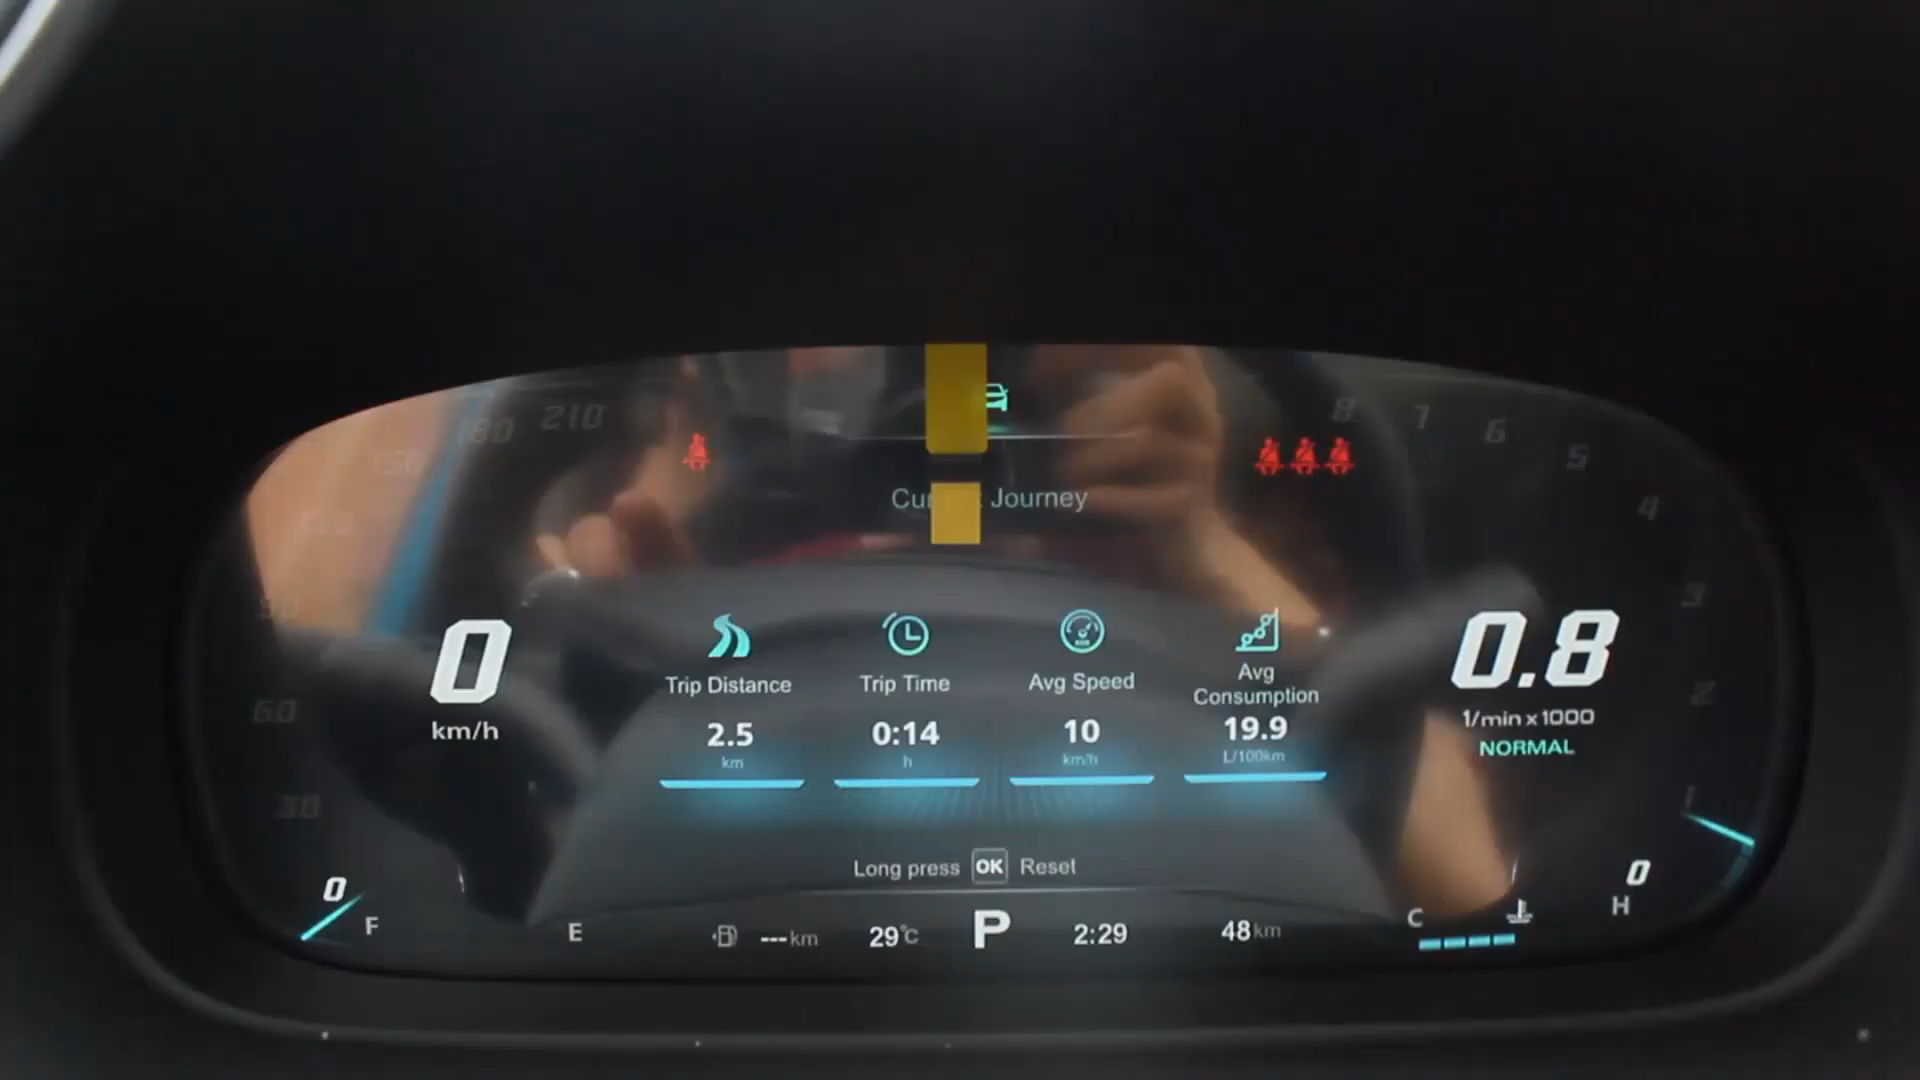 210
180
150
8
7
6
5
4
3
2
1
0
Journey
90
60
30
0
0
km/h
Trip Distance
2.5
km
Trip Time
0:14
h
Avg Speed
10
km/h
Avg
Consumption
19.9
L/100km
0.8
1/min x 1000
NORMAL
Long press OK Reset
F
E
---km
29°C
P
2:29
48km
C
H